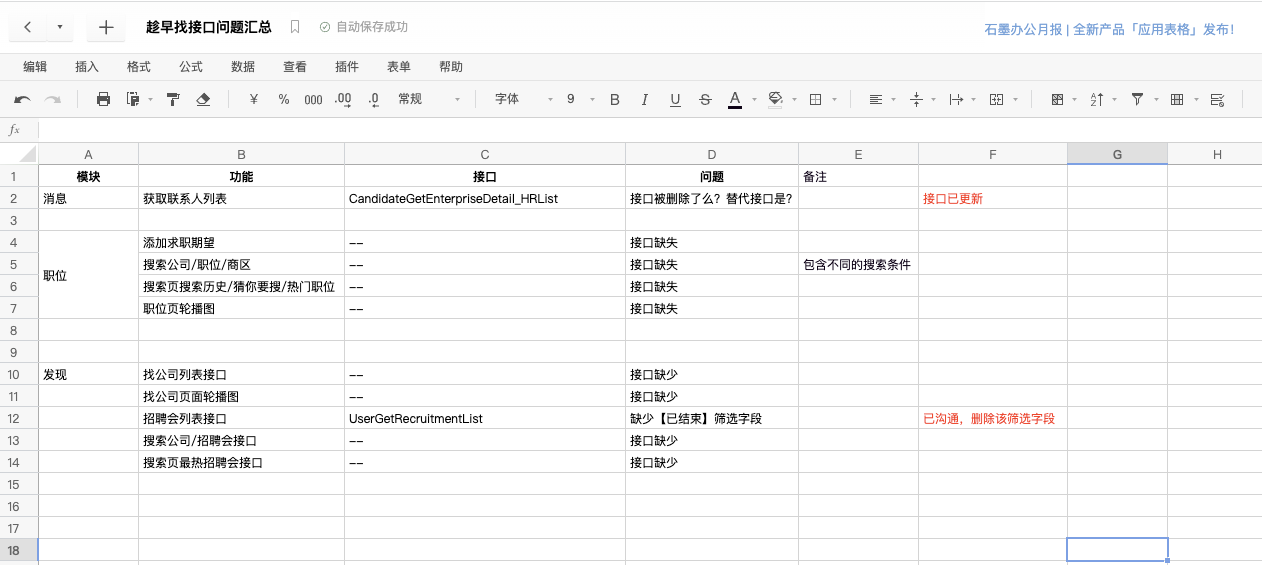 趁早找接口问题汇总 自动保存成功 石墨办公月报 | 全新产品「应用表格」发布!
编辑 插入 格式 公式 数据 查看 插件 表单 帮助
¥ % 000 .00 .0 常规 字体 9 B I U S A
fx
A B C D E F G H
1 模块 功能 接口 问题 备注
2 消息 获取联系人列表 CandidateGetEnterpriseDetail_HRList 接口被删除了么？替代接口是? 接口已更新
3
4 添加求职期望 -- 接口缺失
职位
5 搜索公司/职位/商区 -- 接口缺失 包含不同的搜索条件
6 搜索页搜索历史/猜你要搜/热门职位 -- 接口缺失
7 职位页轮播图 -- 接口缺失
8
9
10 发现 找公司列表接口 -- 接口缺少
11 找公司页面轮播图 -- 接口缺少
12 招聘会列表接口 UserGetRecruitmentList 缺少【已结束】筛选字段 已沟通，删除该筛选字段
13 搜索公司/招聘会接口 -- 接口缺少
14 搜索页最热招聘会接口 -- 接口缺少
15
16
17
18